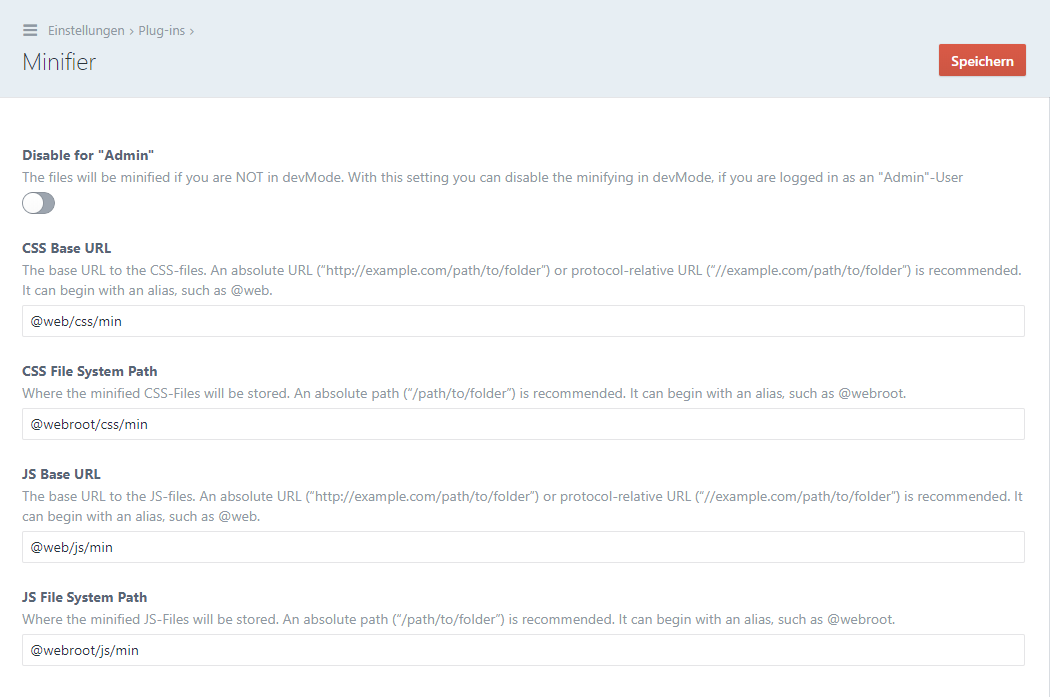 Einstellungen › Plug-ins ›
Minifier
Speichern
Disable for "Admin"
The files will be minified if you are NOT in devMode. With this setting you can disable the minifying in devMode, if you are logged in as an "Admin"-User
CSS Base URL
The base URL to the CSS-files. An absolute URL (“http://example.com/path/to/folder”) or protocol-relative URL (“//example.com/path/to/folder”) is recommended.
It can begin with an alias, such as @web.
@web/css/min
CSS File System Path
Where the minified CSS-Files will be stored. An absolute path (“/path/to/folder”) is recommended. It can begin with an alias, such as @webroot.
@webroot/css/min
JS Base URL
The base URL to the JS-files. An absolute URL (“http://example.com/path/to/folder”) or protocol-relative URL (“//example.com/path/to/folder”) is recommended. It
can begin with an alias, such as @web.
@web/js/min
JS File System Path
Where the minified JS-Files will be stored. An absolute path (“/path/to/folder”) is recommended. It can begin with an alias, such as @webroot.
@webroot/js/min